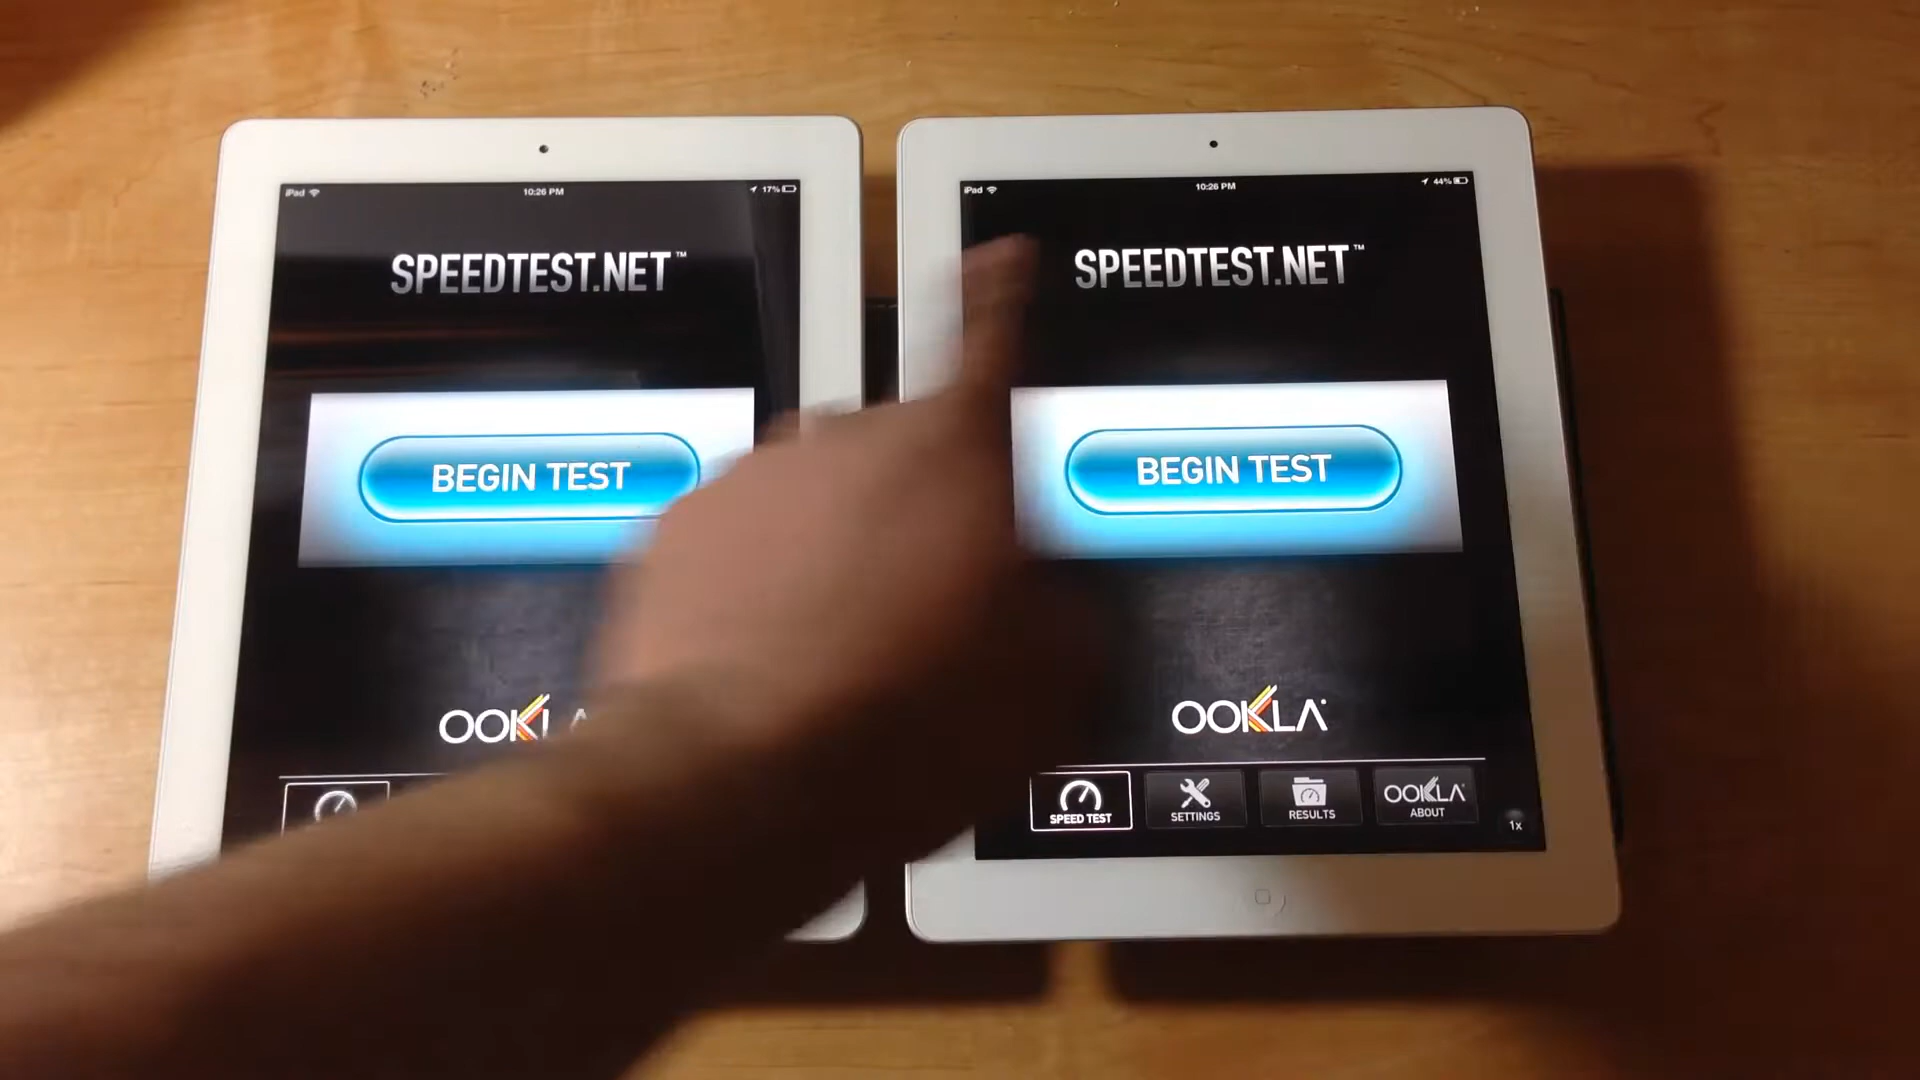 iPad 10:26 PM 17%
SPEEDTEST.NET™
BEGIN TEST
iPad 10:26 PM 44%
SPEEDTEST.NET™
BEGIN TEST
OOKLA
SPEED TEST
SETTINGS
RESULTS
OOKLA
ABOUT
1x